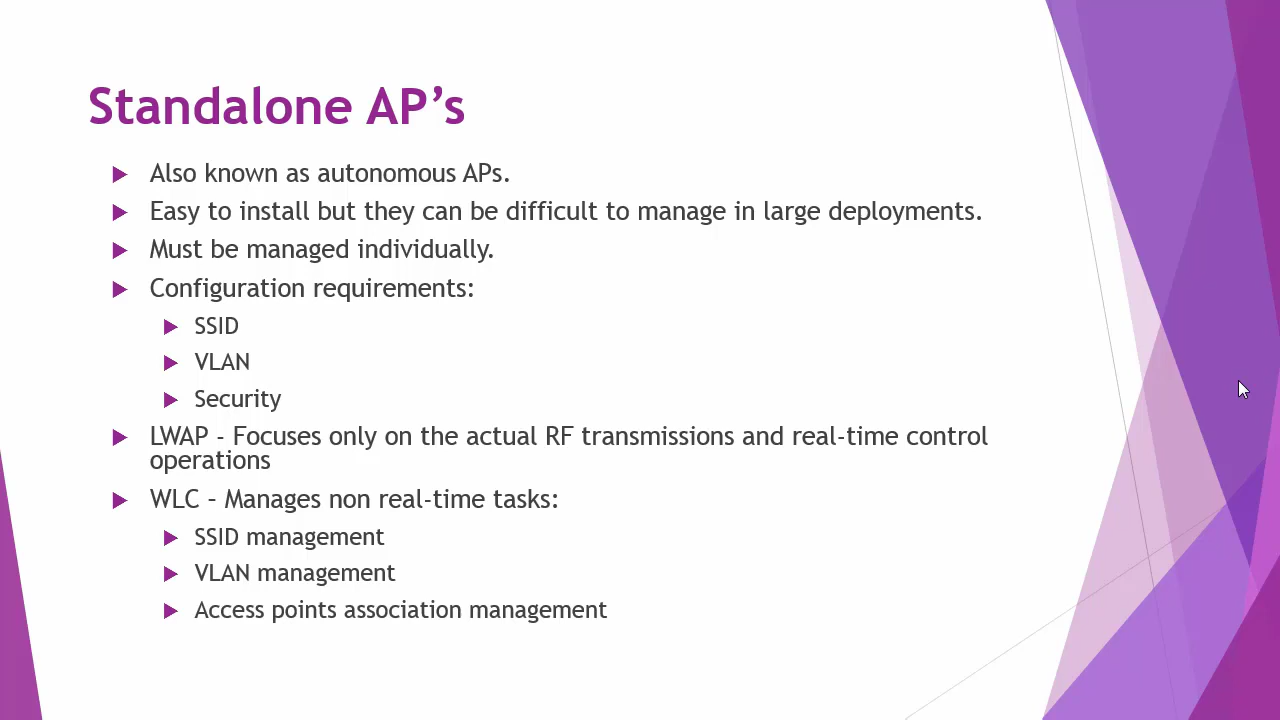 Standalone AP’s
Also known as autonomous APs.
Easy to install but they can be difficult to manage in large deployments.
Must be managed individually.
Configuration requirements:
SSID
VLAN
Security
LWAP - Focuses only on the actual RF transmissions and real-time control
operations
WLC – Manages non real-time tasks:
SSID management
VLAN management
Access points association management